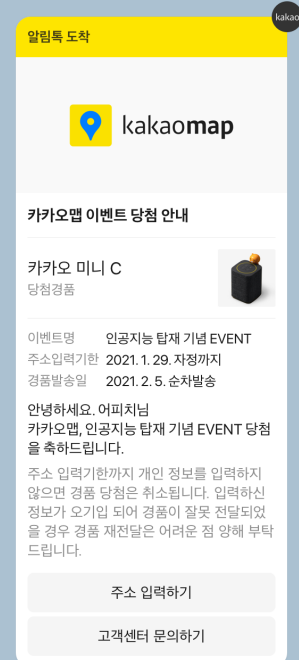 kakao
알림톡 도착
kakaomap
카카오맵 이벤트 당첨 안내
카카오 미니 C
당첨경품
이벤트명 인공지능 탑재 기념 EVENT
주소입력기한 2021. 1. 29. 자정까지
경품발송일 2021. 2. 5. 순차발송
안녕하세요. 어피치님
카카오맵, 인공지능 탑재 기념 EVENT 당첨
을 축하드립니다.
주소 입력기한까지 개인 정보를 입력하지
않으면 경품 당첨은 취소됩니다. 입력하신
정보가 오기입 되어 경품이 잘못 전달되었
을 경우 경품 재전달은 어려운 점 양해 부탁
드립니다.
주소 입력하기
고객센터 문의하기